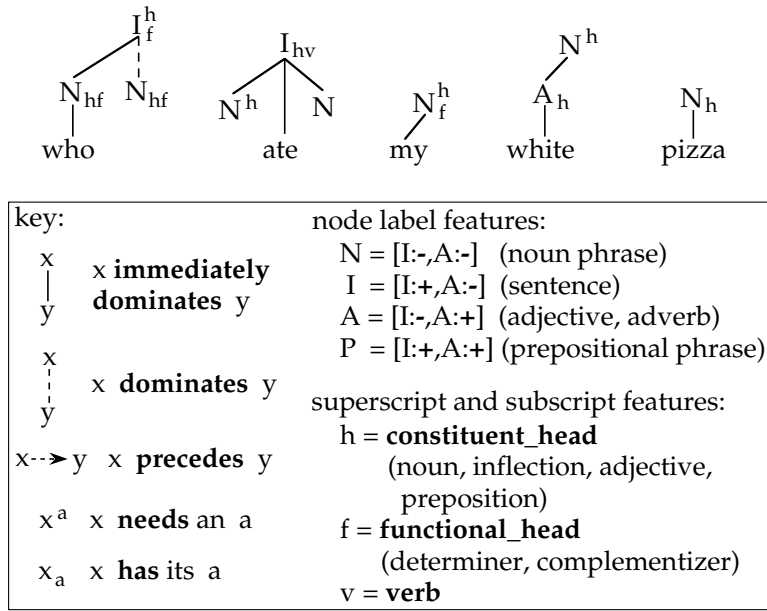 I h f
N hf N hf
who
I hv
N h N
ate
N h f
my
N h
A h
white
N h
pizza
key:
x
y
x immediately
dominates y
x
y
x dominates y
x y x precedes y
x a x needs an a
x a x has its a
node label features:
N = [I:-,A:-] (noun phrase)
I = [I:+,A:-] (sentence)
A = [I:-,A:+] (adjective, adverb)
P = [I:+,A:+] (prepositional phrase)
superscript and subscript features:
h = constituent_head
(noun, inflection, adjective,
preposition)
f = functional_head
(determiner, complementizer)
v = verb